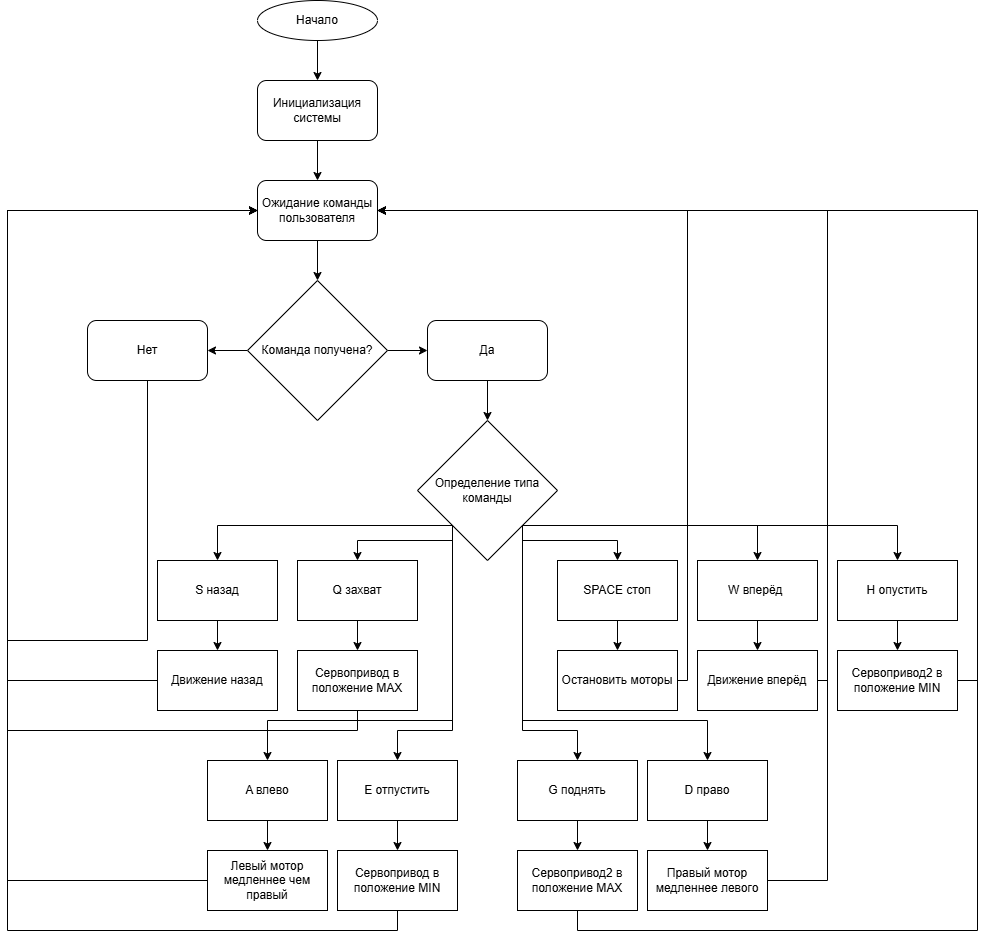 Начало
Инициализация
системы
Ожидание команды
пользователя
Нет
Команда получена?
Да
Определение типа
команды
S назад
Q захват
SPACE стоп
W вперёд
H опустить
Движение назад
Сервопривод в
положение MAX
Остановить моторы
Движение вперёд
Сервопривод2 в
положение MIN
A влево
E отпустить
G поднять
D право
Левый мотор
медленнее чем
правый
Сервопривод в
положение MIN
Сервопривод2 в
положение MAX
Правый мотор
медленнее левого